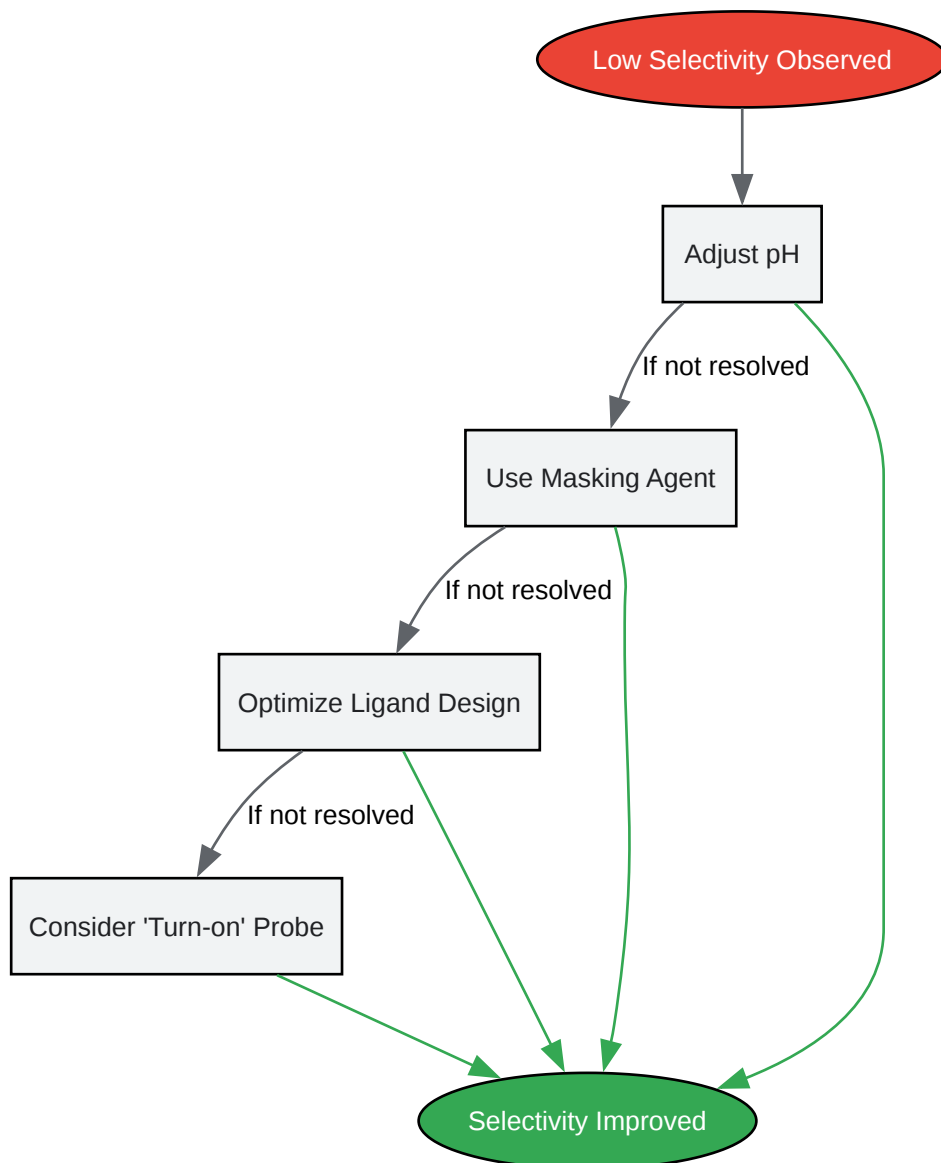 Low Selectivity Observed
Adjust pH
If not resolved
Use Masking Agent
If not resolved
Optimize Ligand Design
If not resolved
Consider 'Turn-on' Probe
Selectivity Improved